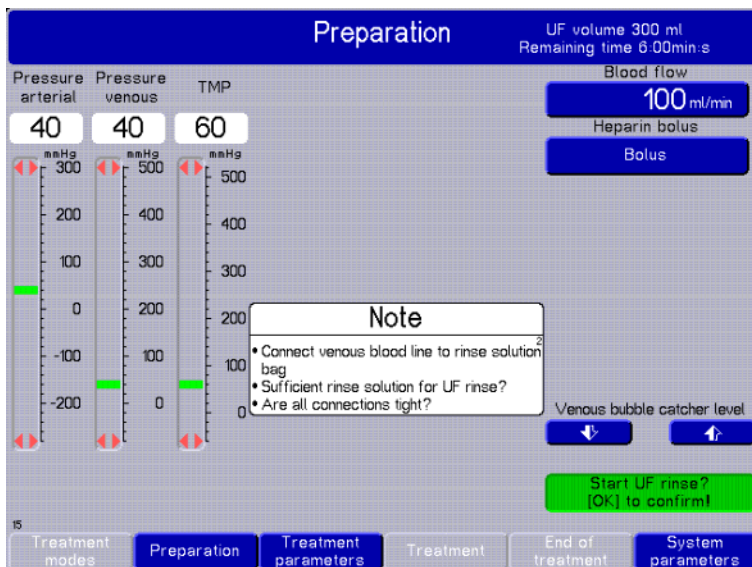 Preparation
UF volume 300 ml
Remaining time 6:00min:s
Pressure arterial
Pressure venous
TMP
40
40
60
mmHg
300
200
100
0
-100
-200
mmHg
500
400
300
200
100
0
mmHg
500
400
300
200
100
0
Blood flow
100 ml/min
Heparin bolus
Bolus
Note
2
• Connect venous blood line to rinse solution
bag
• Sufficient rinse solution for UF rinse?
• Are all connections tight?
Venous bubble catcher level
Start UF rinse?
[OK] to confirm!
15
Treatment modes
Preparation
Treatment parameters
Treatment
End of treatment
System parameters